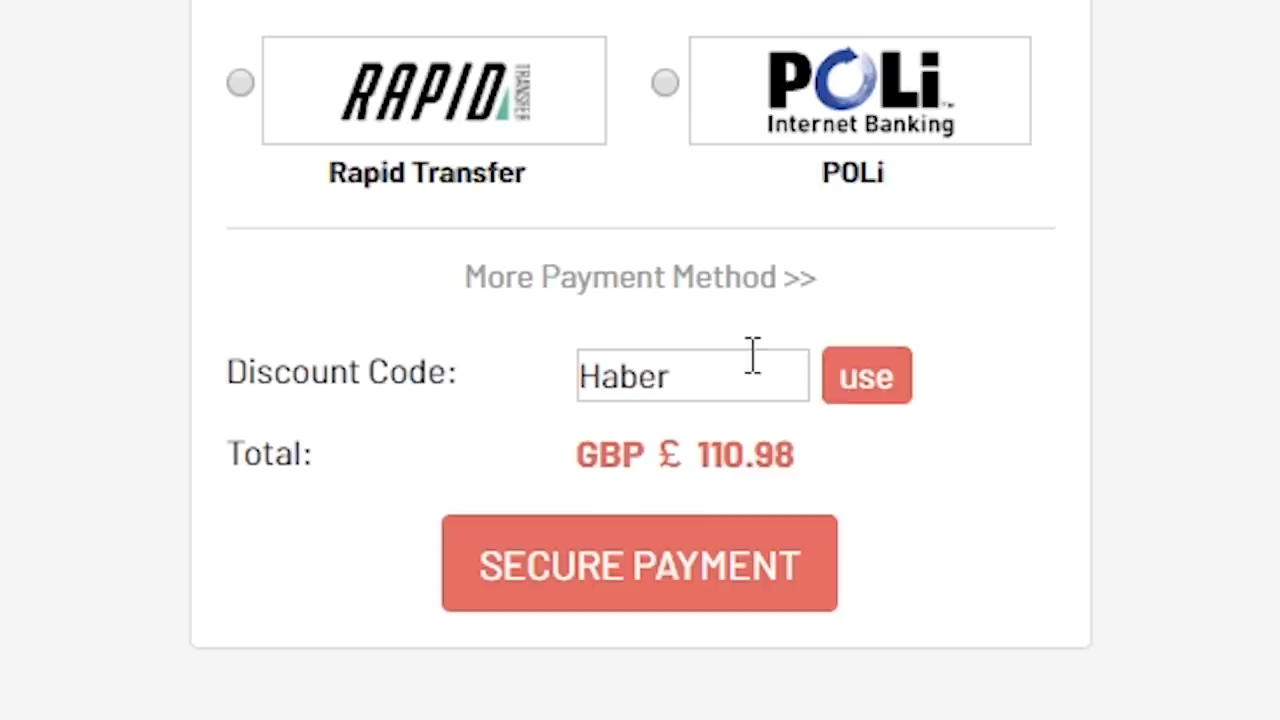 RAPID TRANSFER
POLi™
Internet Banking
Rapid Transfer
POLi
More Payment Method >>
Discount Code:
Haber
use
Total:
GBP £ 110.98
SECURE PAYMENT